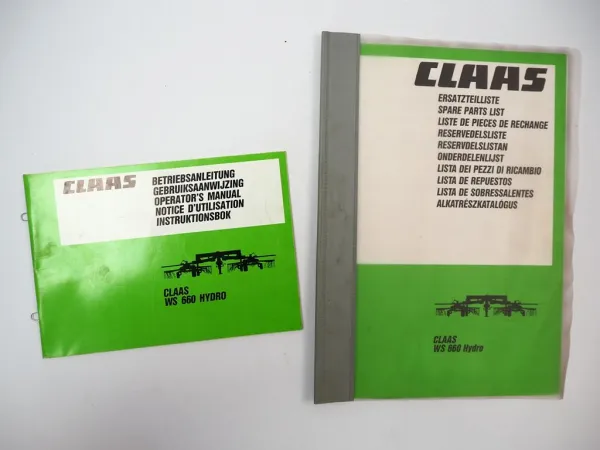 CLAAS
BETRIEBSANLEITUNG
GEBRUIKSAANWIJZING
OPERATOR'S MANUAL
NOTICE D'UTILISATION
INSTRUKTIONSBOK
CLAAS
WS 660 HYDRO
CLAAS
ERSATZTEILLISTE
SPARE PARTS LIST
LISTE DE PIECES DE RECHANGE
RESERVEDELSLISTE
RESERVDELSLISTAN
ONDERDELENLIJST
LISTA DEI PEZZI DI RICAMBIO
LISTA DE REPUESTOS
LISTA DE SOBRESSALENTES
ALKATRÉSZKATALÓGUS
CLAAS
WS 660 Hydro